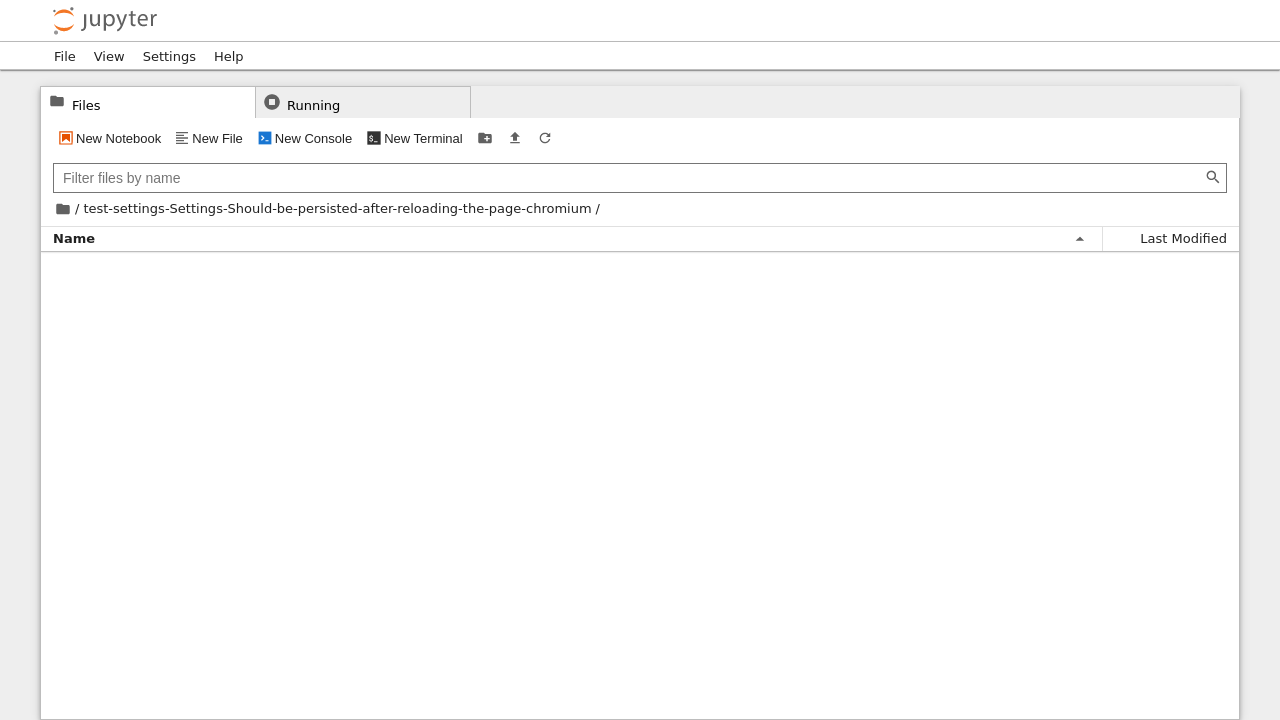 jupyter
File View Settings Help
Files Running
New Notebook New File New Console New Terminal
Filter files by name
/ test-settings-Settings-Should-be-persisted-after-reloading-the-page-chromium /
Name Last Modified